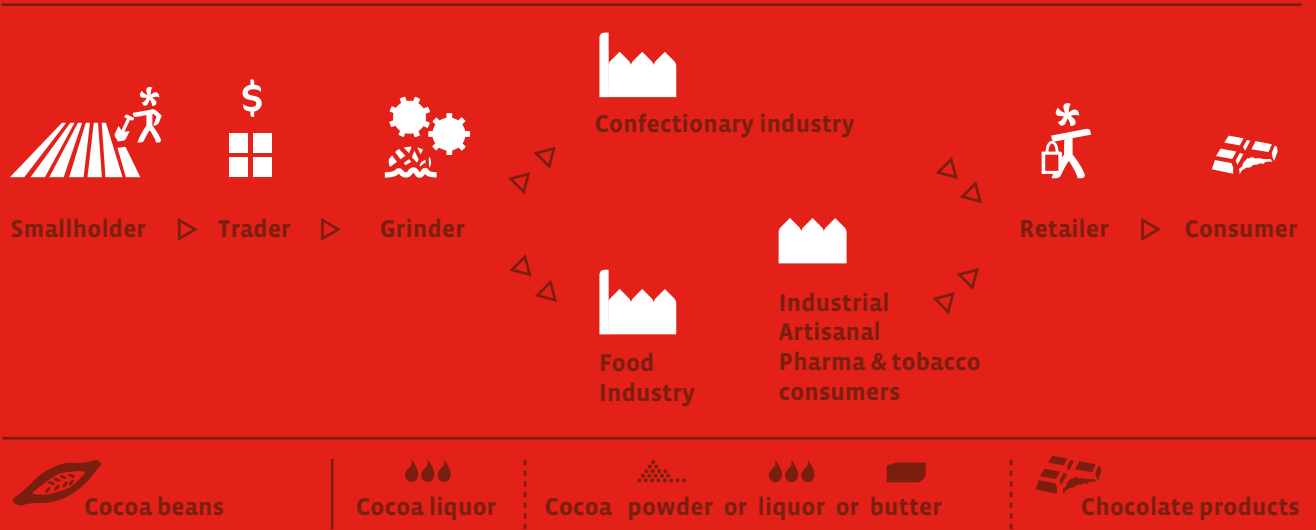 $
Confectionary industry
Smallholder
Trader
Grinder
Retailer
Consumer
Industrial
Artisanal
Pharma & tobacco
consumers
Food
Industry
Cocoa beans
Cocoa liquor
Cocoa powder or liquor or butter
Chocolate products